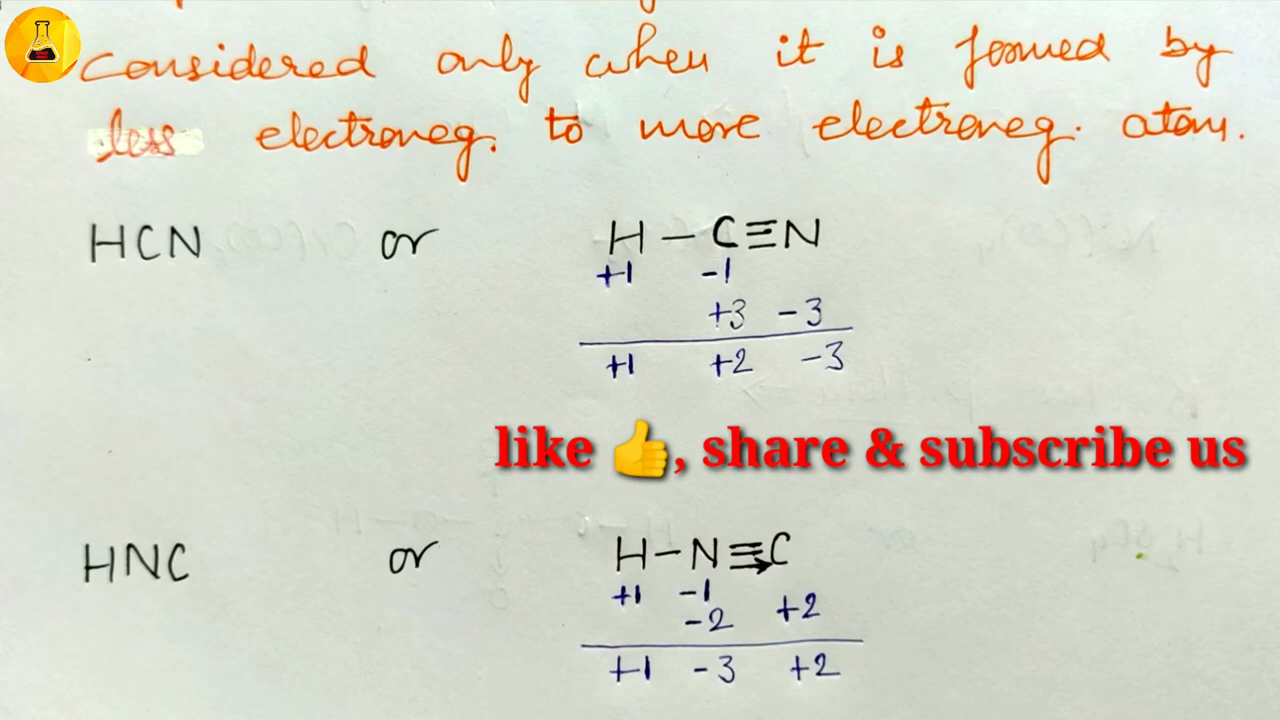 considered only when it is formed by
less electroneg. to more electroneg. atom.
HCN or H-C≡N
+1 -1
+3 -3
+1 +2 -3
like 👍, share & subscribe us
HNC or H-N≡C
+1 -1
-2 +2
+1 -3 +2